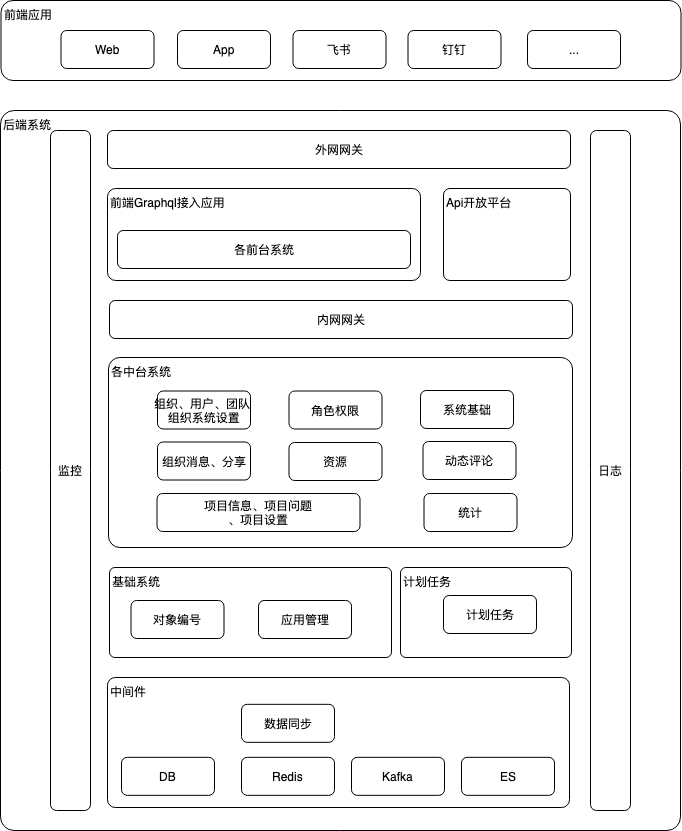 前端应用
Web
App
飞书
钉钉
...
后端系统
外网网关
前端Graphql接入应用
各前台系统
Api开放平台
内网网关
各中台系统
组织、用户、团队
组织系统设置
角色权限
系统基础
组织消息、分享
资源
动态评论
项目信息、项目问题
、项目设置
统计
监控
日志
基础系统
对象编号
应用管理
计划任务
计划任务
中间件
数据同步
DB
Redis
Kafka
ES